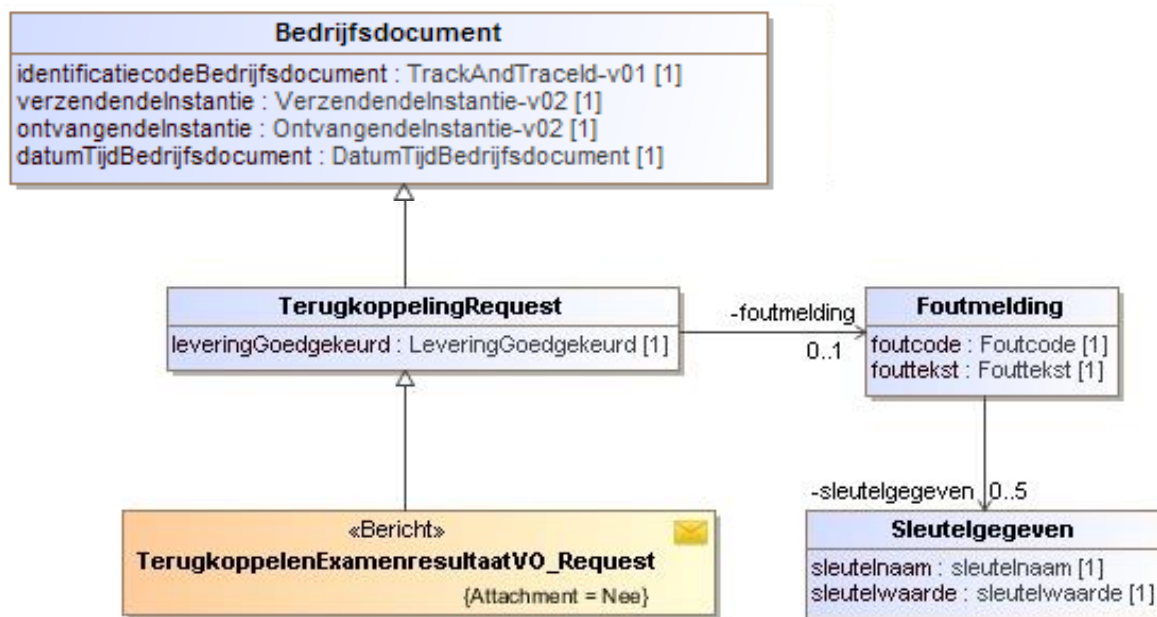 Bedrijfsdocument
identificatiecodeBedrijfsdocument : TrackAndTraceId-v01 [1]
verzendendeInstantie : VerzendendeInstantie-v02 [1]
ontvangendeInstantie : OntvangendeInstantie-v02 [1]
datumTijdBedrijfsdocument : DatumTijdBedrijfsdocument [1]
TerugkoppelingRequest
leveringGoedgekeurd : LeveringGoedgekeurd [1]
-foutmelding
0..1
Foutmelding
foutcode : Foutcode [1]
fouttekst : Fouttekst [1]
-sleutelgegeven 0..5
«Bericht»
TerugkoppelenExamenresultaatVO_Request
{Attachment = Nee}
Sleutelgegeven
sleutelnaam : sleutelnaam [1]
sleutelwaarde : sleutelwaarde [1]